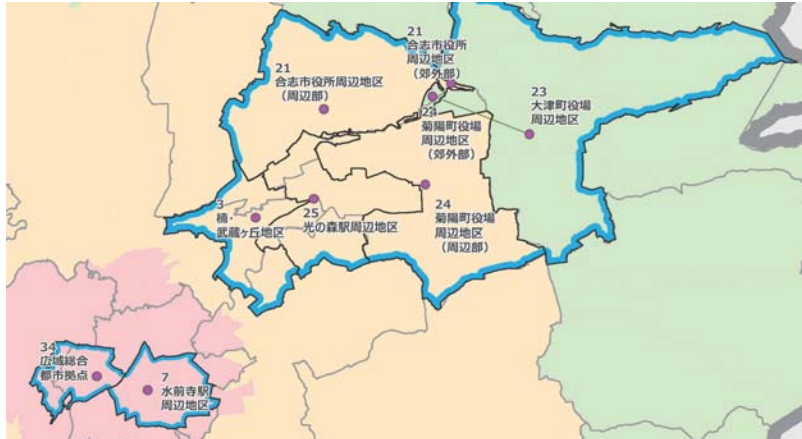 21
合志市役所周辺地区
(周辺部)
21
合志市役所
周辺地区
(郊外部)
23
大津町役場
周辺地区
24
菊陽町役場
周辺地区
(郊外部)
3
楠・
武蔵ヶ丘地区
25
光の森駅周辺地区
24
菊陽町役場
周辺地区
(周辺部)
34
広域総合
都市拠点
7
水前寺駅
周辺地区